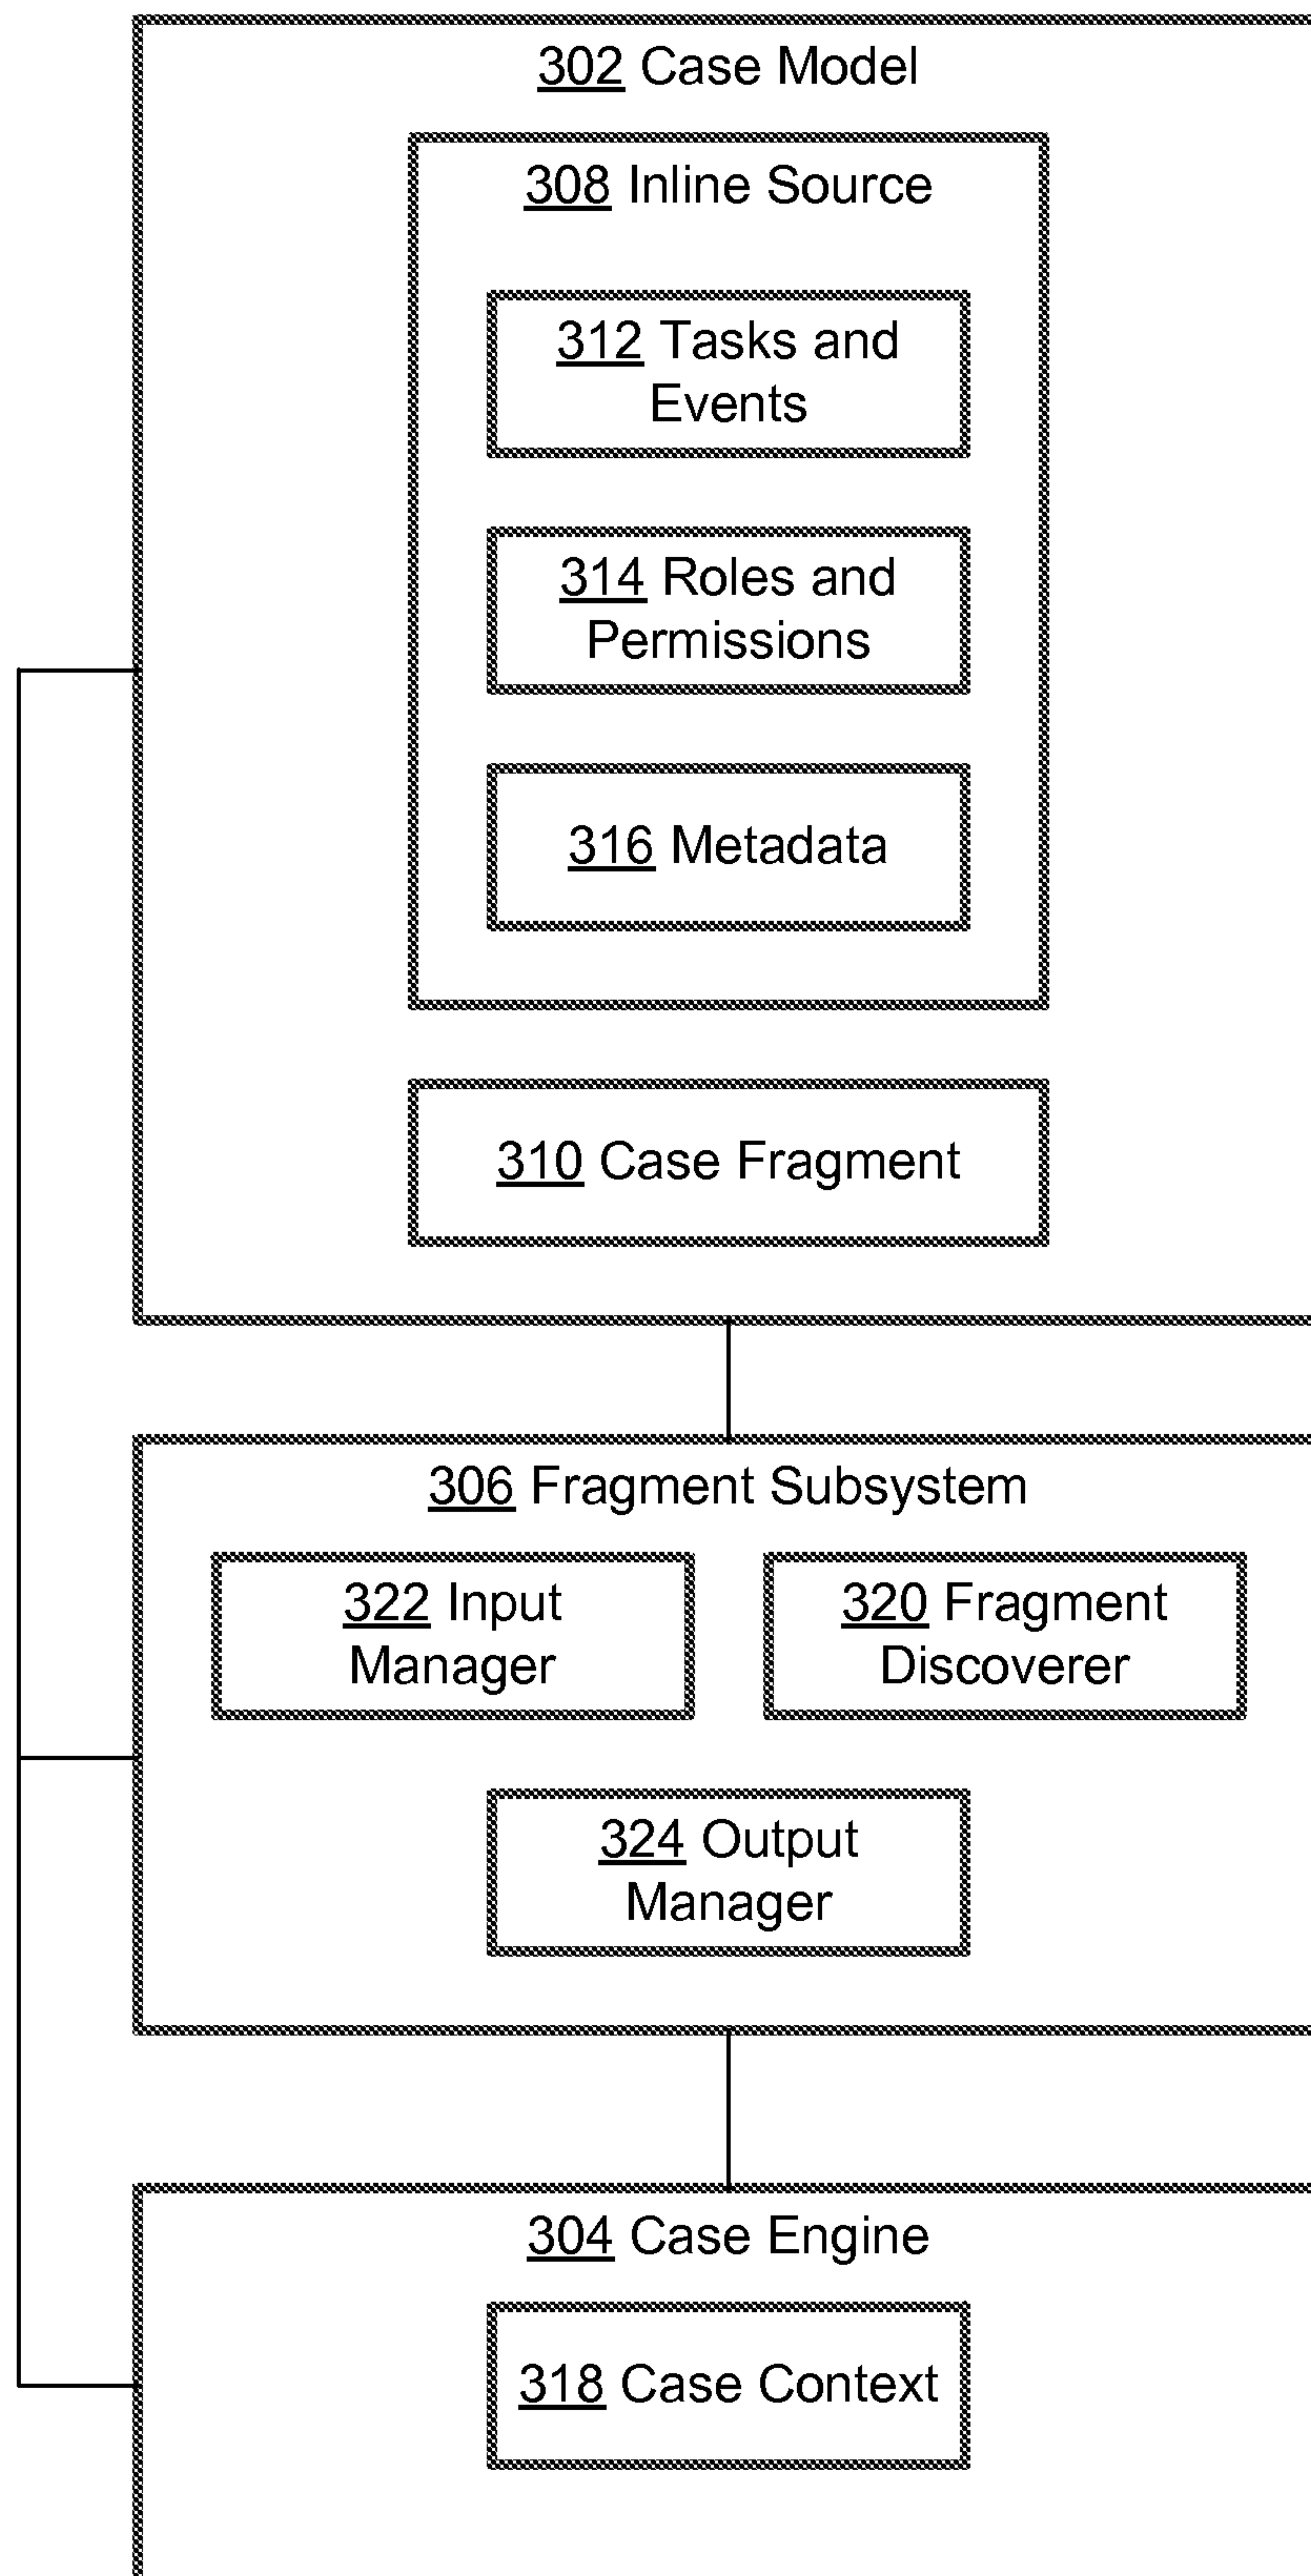 302 Case Model
308 Inline Source
312 Tasks and
Events
314 Roles and
Permissions
316 Metadata
310 Case Fragment
306 Fragment Subsystem
322 Input
Manager
320 Fragment
Discoverer
324 Output
Manager
304 Case Engine
318 Case Context